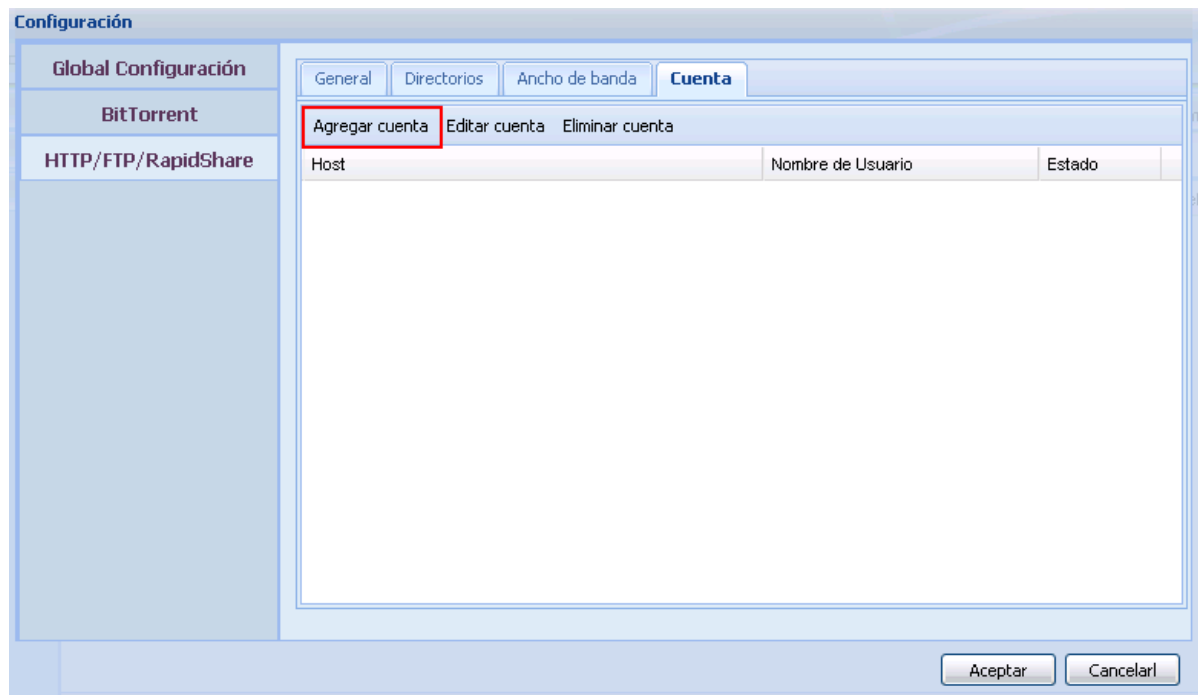 Configuración
Global Configuración
BitTorrent
HTTP/FTP/RapidShare
General Directorios Ancho de banda Cuenta
Agregar cuenta Editar cuenta Eliminar cuenta
Host Nombre de Usuario Estado
Aceptar Cancelarl